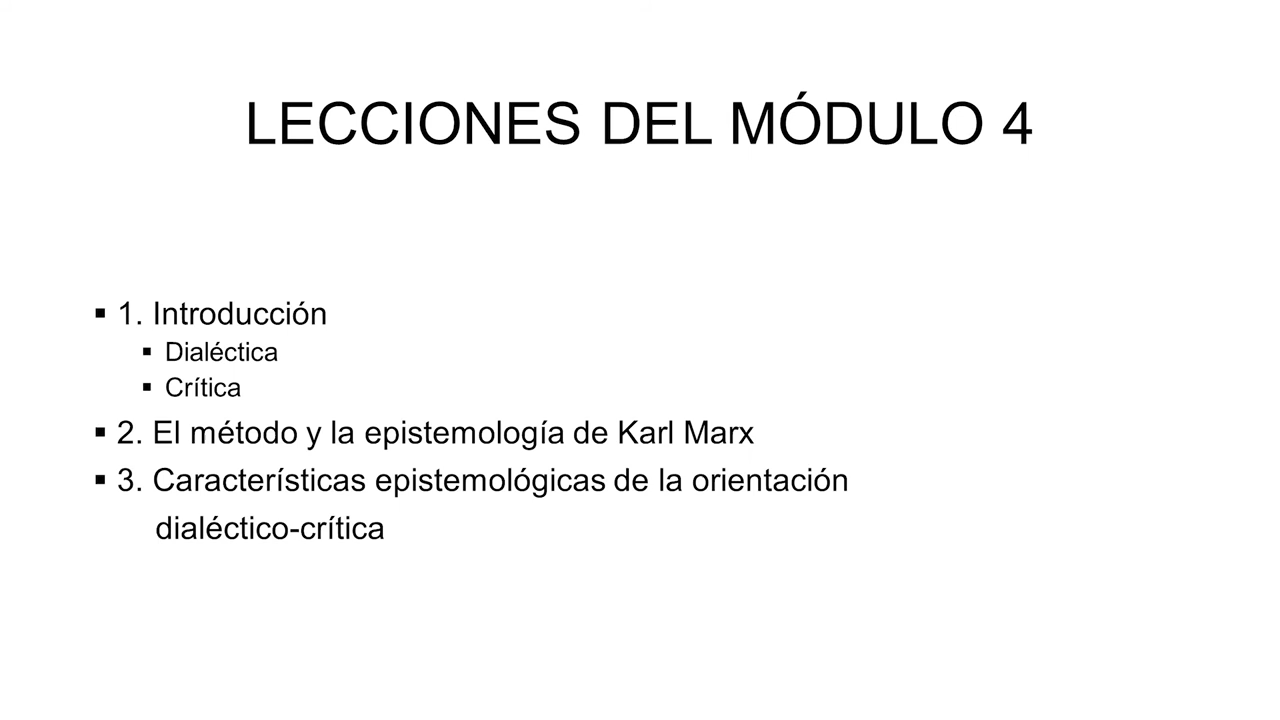 LECCIONES DEL MÓDULO 4
▪ 1. Introducción
▪ Dialéctica
▪ Crítica
▪ 2. El método y la epistemología de Karl Marx
▪ 3. Características epistemológicas de la orientación
dialéctico-crítica